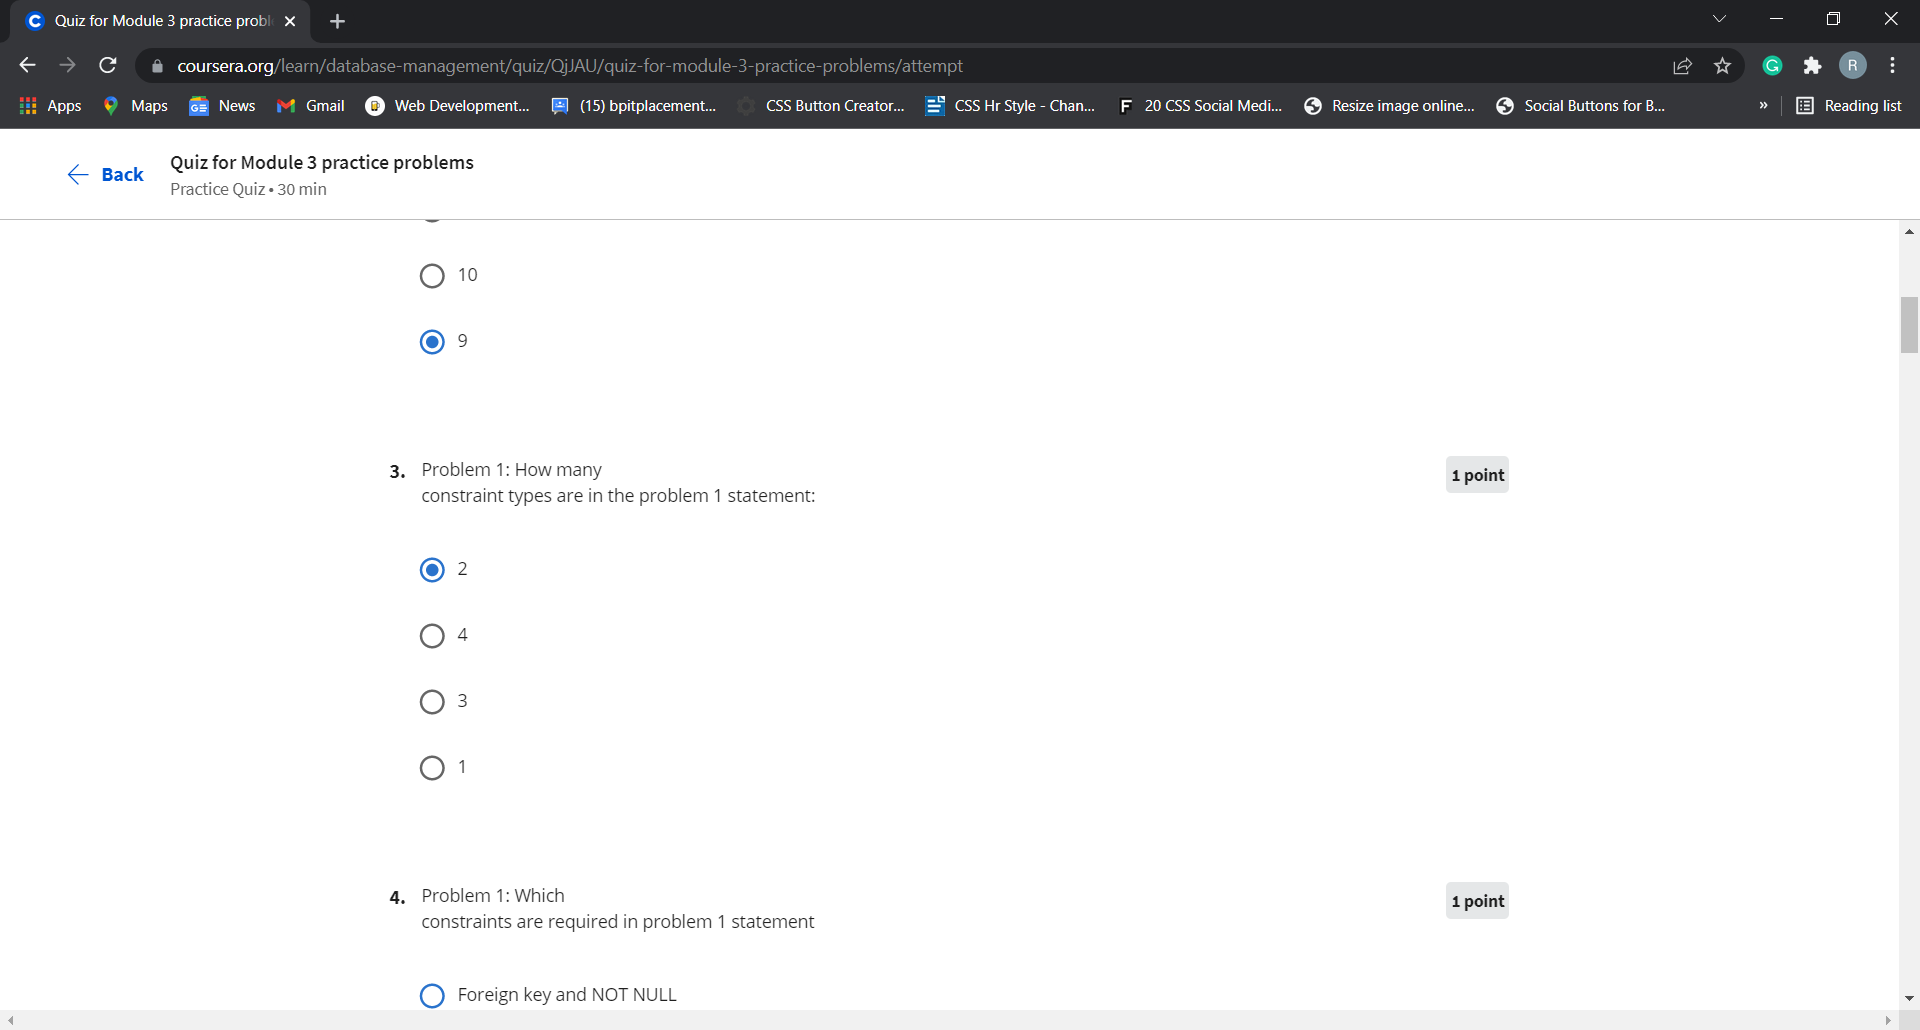 Quiz for Module 3 practice probl
coursera.org/learn/database-management/quiz/QjJAU/quiz-for-module-3-practice-problems/attempt
R
Apps
Maps
News
Gmail
Web Development...
(15) bpitplacement...
CSS Button Creator...
CSS Hr Style - Chan...
20 CSS Social Medi...
Resize image online...
Social Buttons for B...
»
Reading list
Back
Quiz for Module 3 practice problems
Practice Quiz • 30 min
10
9
3. Problem 1: How many
constraint types are in the problem 1 statement:
1 point
2
4
3
1
4. Problem 1: Which
constraints are required in problem 1 statement
1 point
Foreign key and NOT NULL